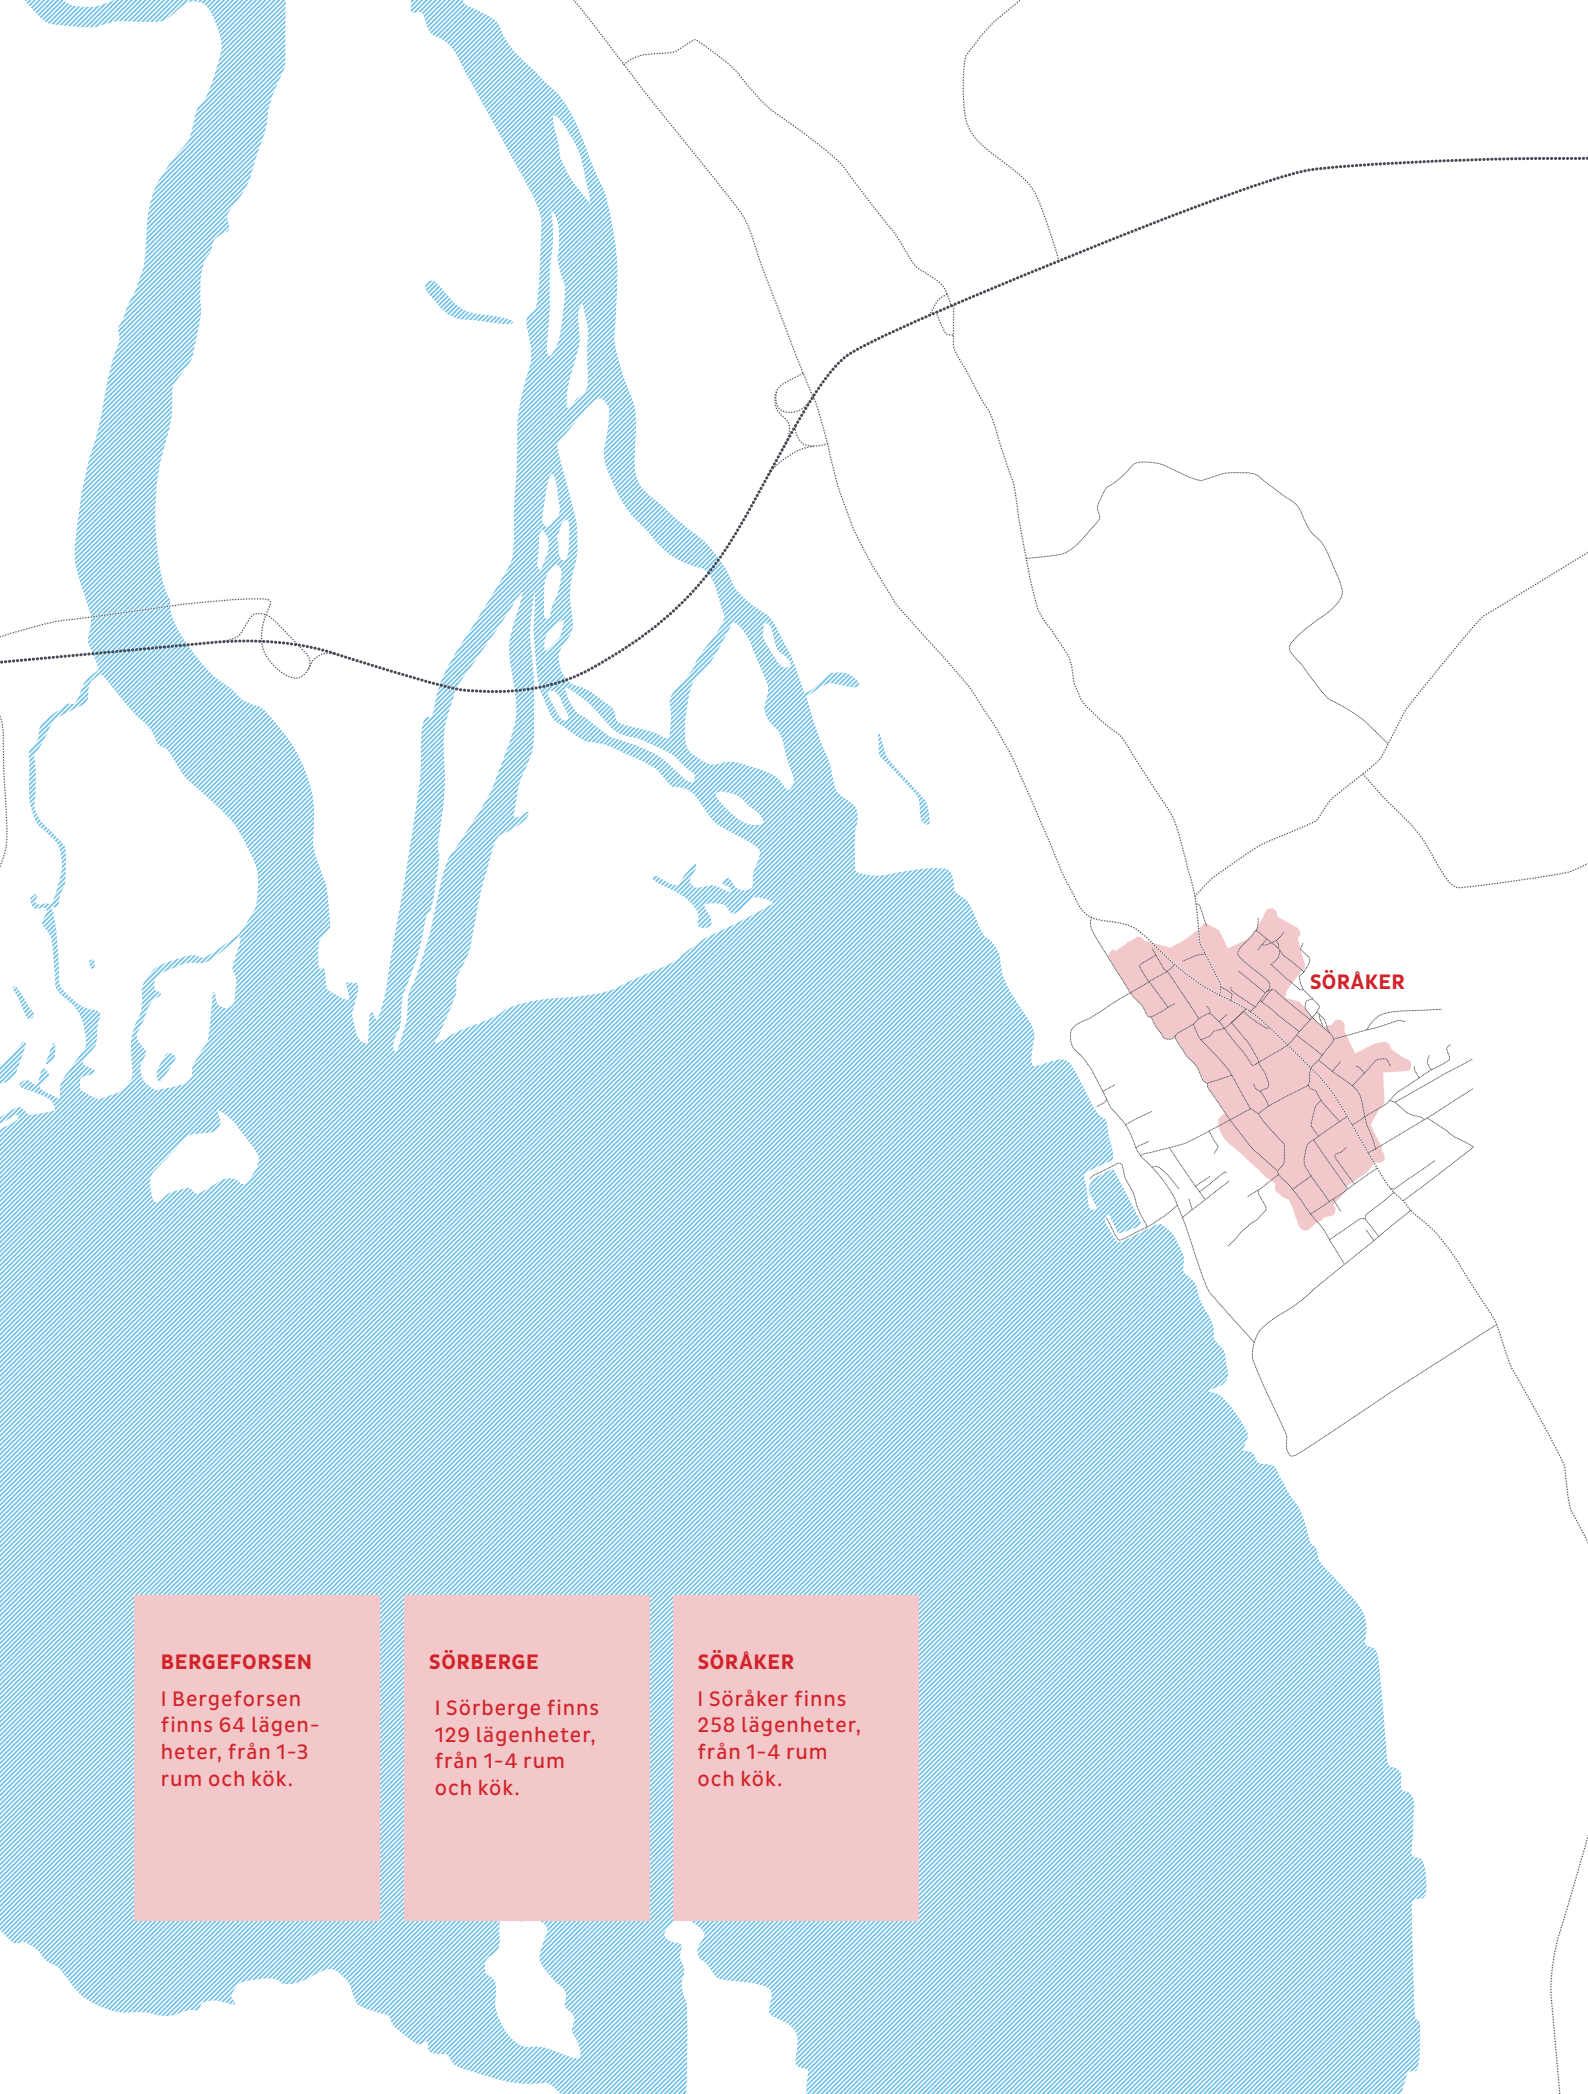 SÖRÅKER
BERGEFORSEN
I Bergeforsen
finns 64 lägen-
heter, från 1-3
rum och kök.
SÖRBERGE
I Sörberge finns
129 lägenheter,
från 1-4 rum
och kök.
SÖRÅKER
I Söråker finns
258 lägenheter,
från 1-4 rum
och kök.